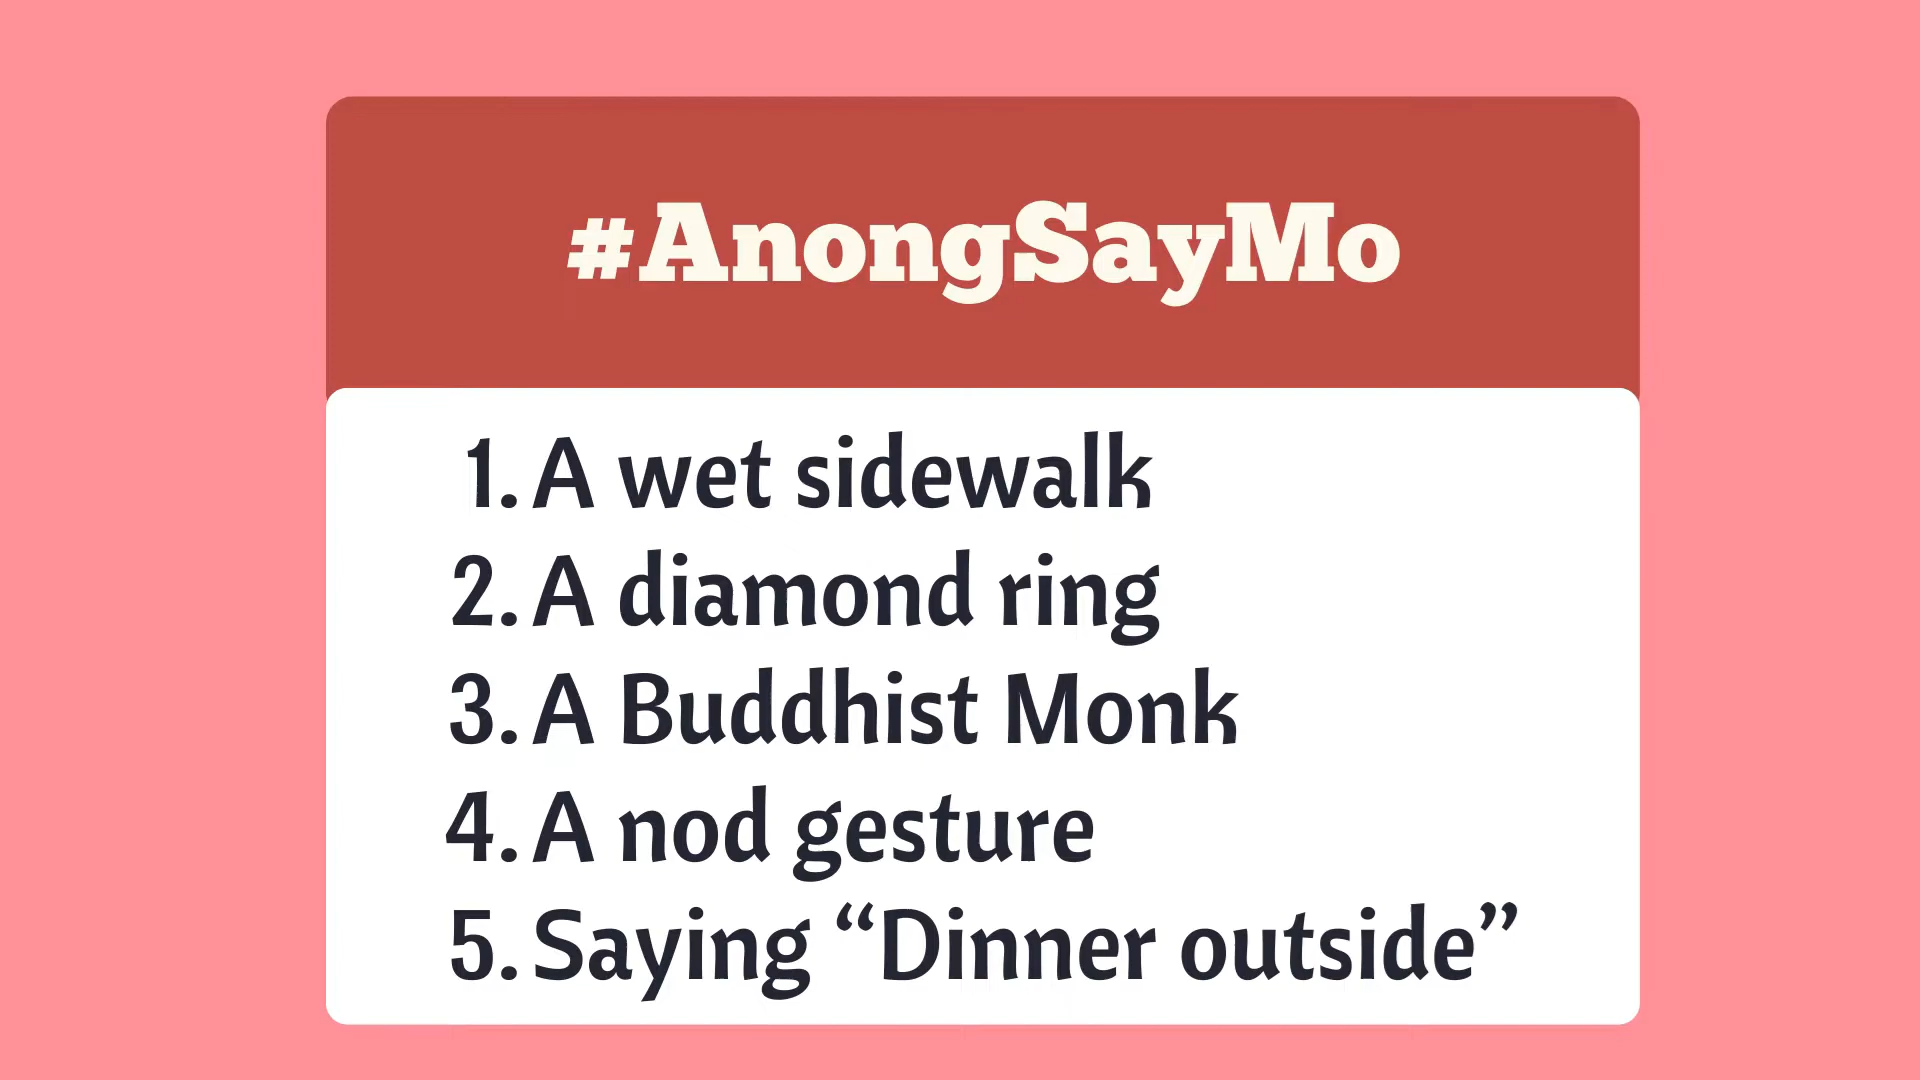 #AnongSayMo
1. A wet sidewalk
2. A diamond ring
3. A Buddhist Monk
4. A nod gesture
5. Saying “Dinner outside”